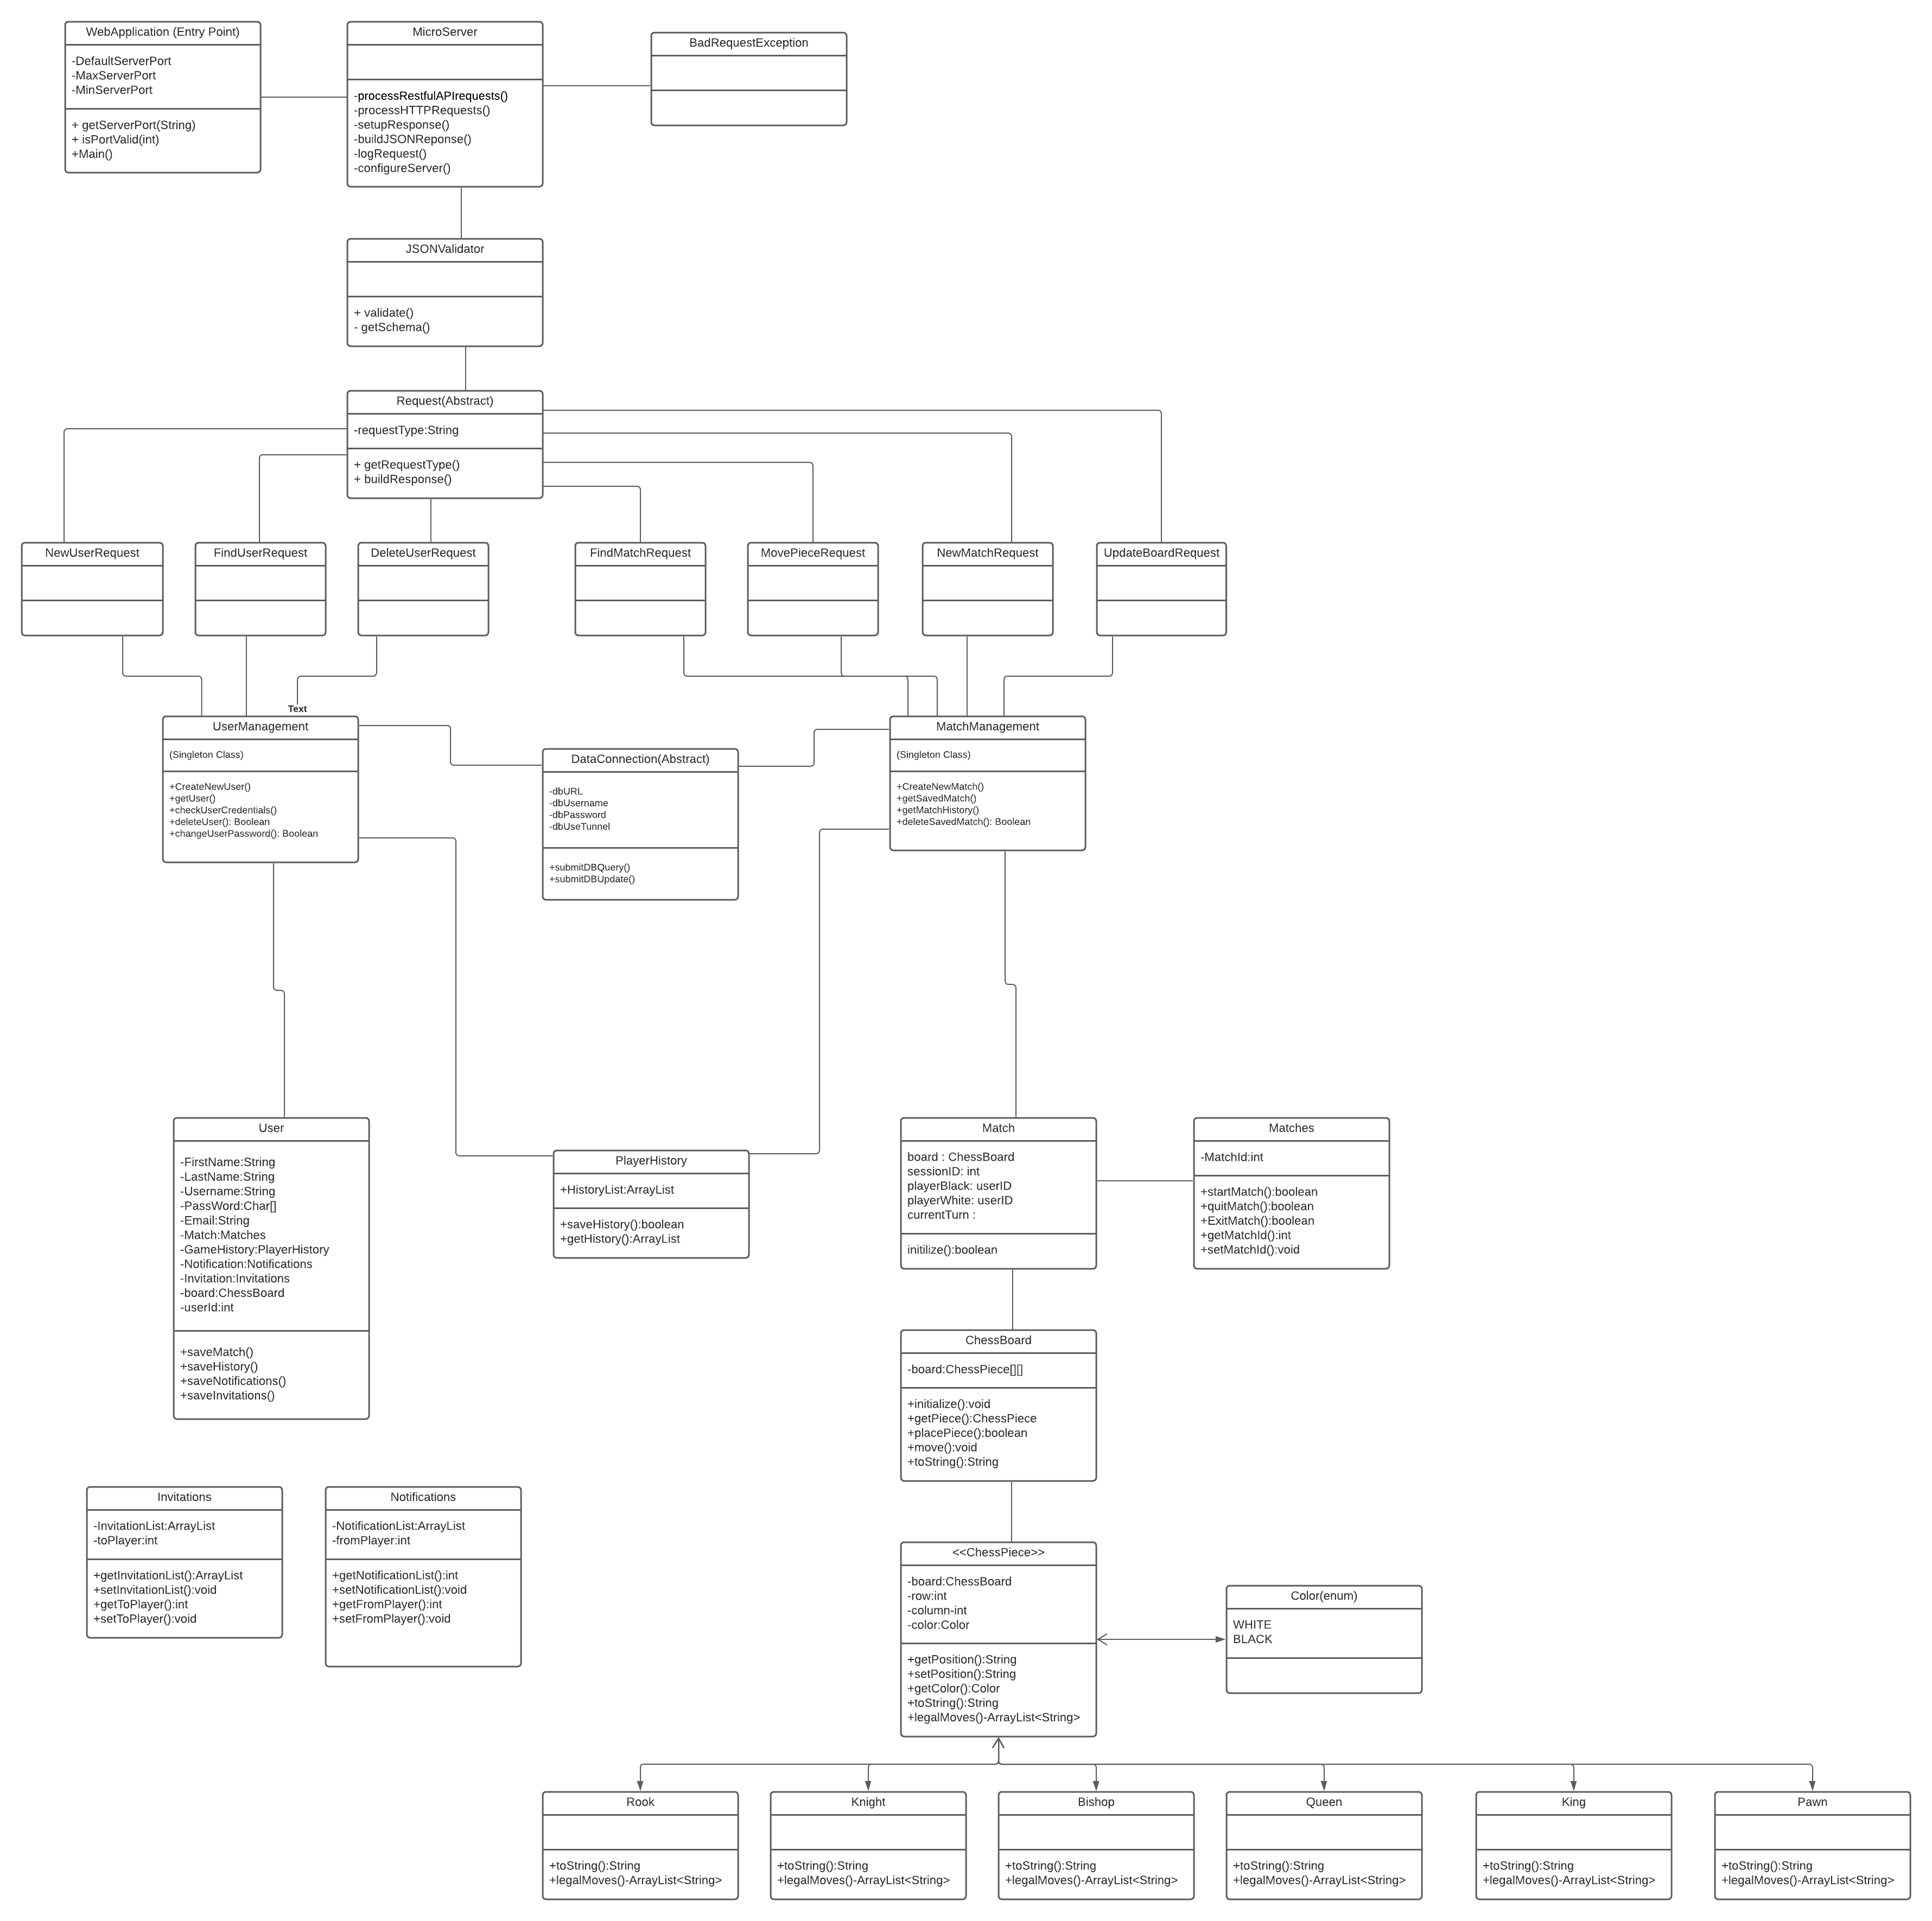 WebApplication (Entry Point)
-DefaultServerPort
-MaxServerPort
-MinServerPort
+ getServerPort(String)
+ isPortValid(int)
+Main()
MicroServer
-processRestfulAPIrequests()
-processHTTPRequests()
-setupResponse()
-buildJSONReponse()
-logRequest()
-configureServer()
BadRequestException
JSONValidator
+ validate()
- getSchema()
Request(Abstract)
-requestType:String
+ getRequestType()
+ buildResponse()
NewUserRequest
FindUserRequest
DeleteUserRequest
FindMatchRequest
MovePieceRequest
NewMatchRequest
UpdateBoardRequest
Text
UserManagement
(Singleton Class)
+CreateNewUser()
+getUser()
+checkUserCredentials()
+deleteUser(): Boolean
+changeUserPassword(): Boolean
DataConnection(Abstract)
-dbURL
-dbUsername
-dbPassword
-dbUseTunnel
+submitDBQuery()
+submitDBUpdate()
MatchManagement
(Singleton Class)
+CreateNewMatch()
+getSavedMatch()
+getMatchHistory()
+deleteSavedMatch(): Boolean
User
-FirstName:String
-LastName:String
-Username:String
-PassWord:Char[]
-Email:String
-Match:Matches
-GameHistory:PlayerHistory
-Notification:Notifications
-Invitation:Invitations
-board:ChessBoard
-userId:int
+saveMatch()
+saveHistory()
+saveNotifications()
+saveInvitations()
PlayerHistory
+HistoryList:ArrayList
+saveHistory():boolean
+getHistory():ArrayList
Match
board : ChessBoard
sessionID: int
playerBlack: userID
playerWhite: userID
currentTurn :
initilize():boolean
Matches
-MatchId:int
+startMatch():boolean
+quitMatch():boolean
+ExitMatch():boolean
+getMatchId():int
+setMatchId():void
ChessBoard
-board:ChessPiece[][]
+initialize():void
+getPiece():ChessPiece
+placePiece():boolean
+move():void
+toString():String
Invitations
-InvitationList:ArrayList
-toPlayer:int
+getInvitationList():ArrayList
+setInvitationList():void
+getToPlayer():int
+setToPlayer():void
Notifications
-NotificationList:ArrayList
-fromPlayer:int
+getNotificationList():int
+setNotificationList():void
+getFromPlayer():int
+setFromPlayer():void
<<ChessPiece>>
-board:ChessBoard
-row:int
-column-int
-color:Color
+getPosition():String
+setPosition():String
+getColor():Color
+toString():String
+legalMoves()-ArrayList<String>
Color(enum)
WHITE
BLACK
Rook
+toString():String
+legalMoves()-ArrayList<String>
Knight
+toString():String
+legalMoves()-ArrayList<String>
Bishop
+toString():String
+legalMoves()-ArrayList<String>
Queen
+toString():String
+legalMoves()-ArrayList<String>
King
+toString():String
+legalMoves()-ArrayList<String>
Pawn
+toString():String
+legalMoves()-ArrayList<String>